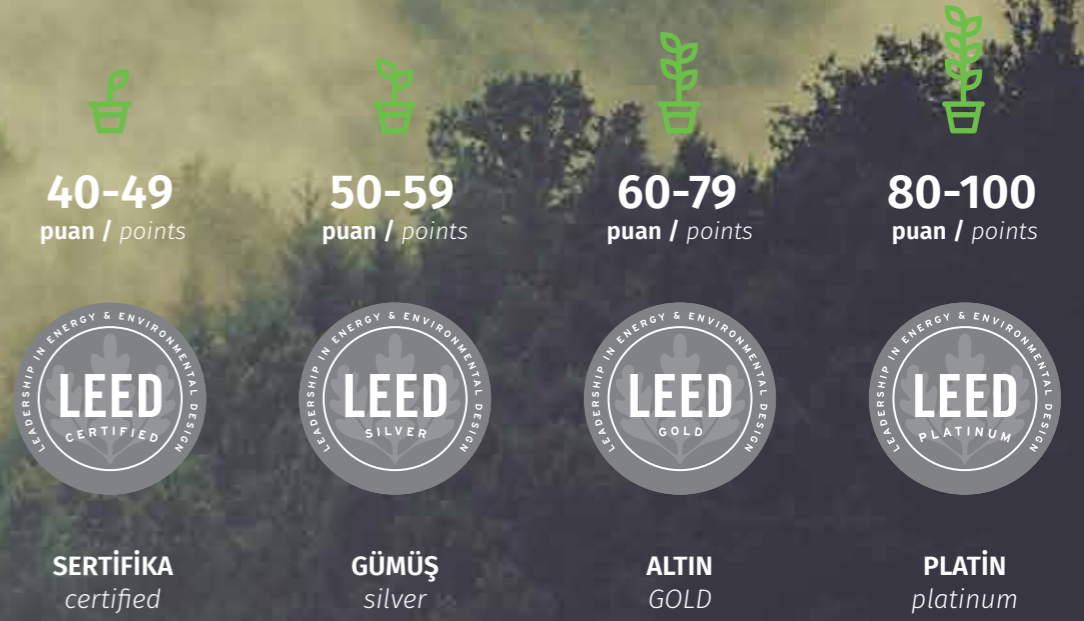 40-49
puan / points
50-59
puan / points
60-79
puan / points
80-100
puan / points
LEADERSHIP IN ENERGY & ENVIRONMENTAL DESIGN
LEED
CERTIFIED
LEADERSHIP IN ENERGY & ENVIRONMENTAL DESIGN
LEED
SILVER
LEADERSHIP IN ENERGY & ENVIRONMENTAL DESIGN
LEED
GOLD
LEADERSHIP IN ENERGY & ENVIRONMENTAL DESIGN
LEED
PLATINUM
SERTİFİKA
certified
GÜMÜŞ
silver
ALTIN
GOLD
PLATİN
platinum